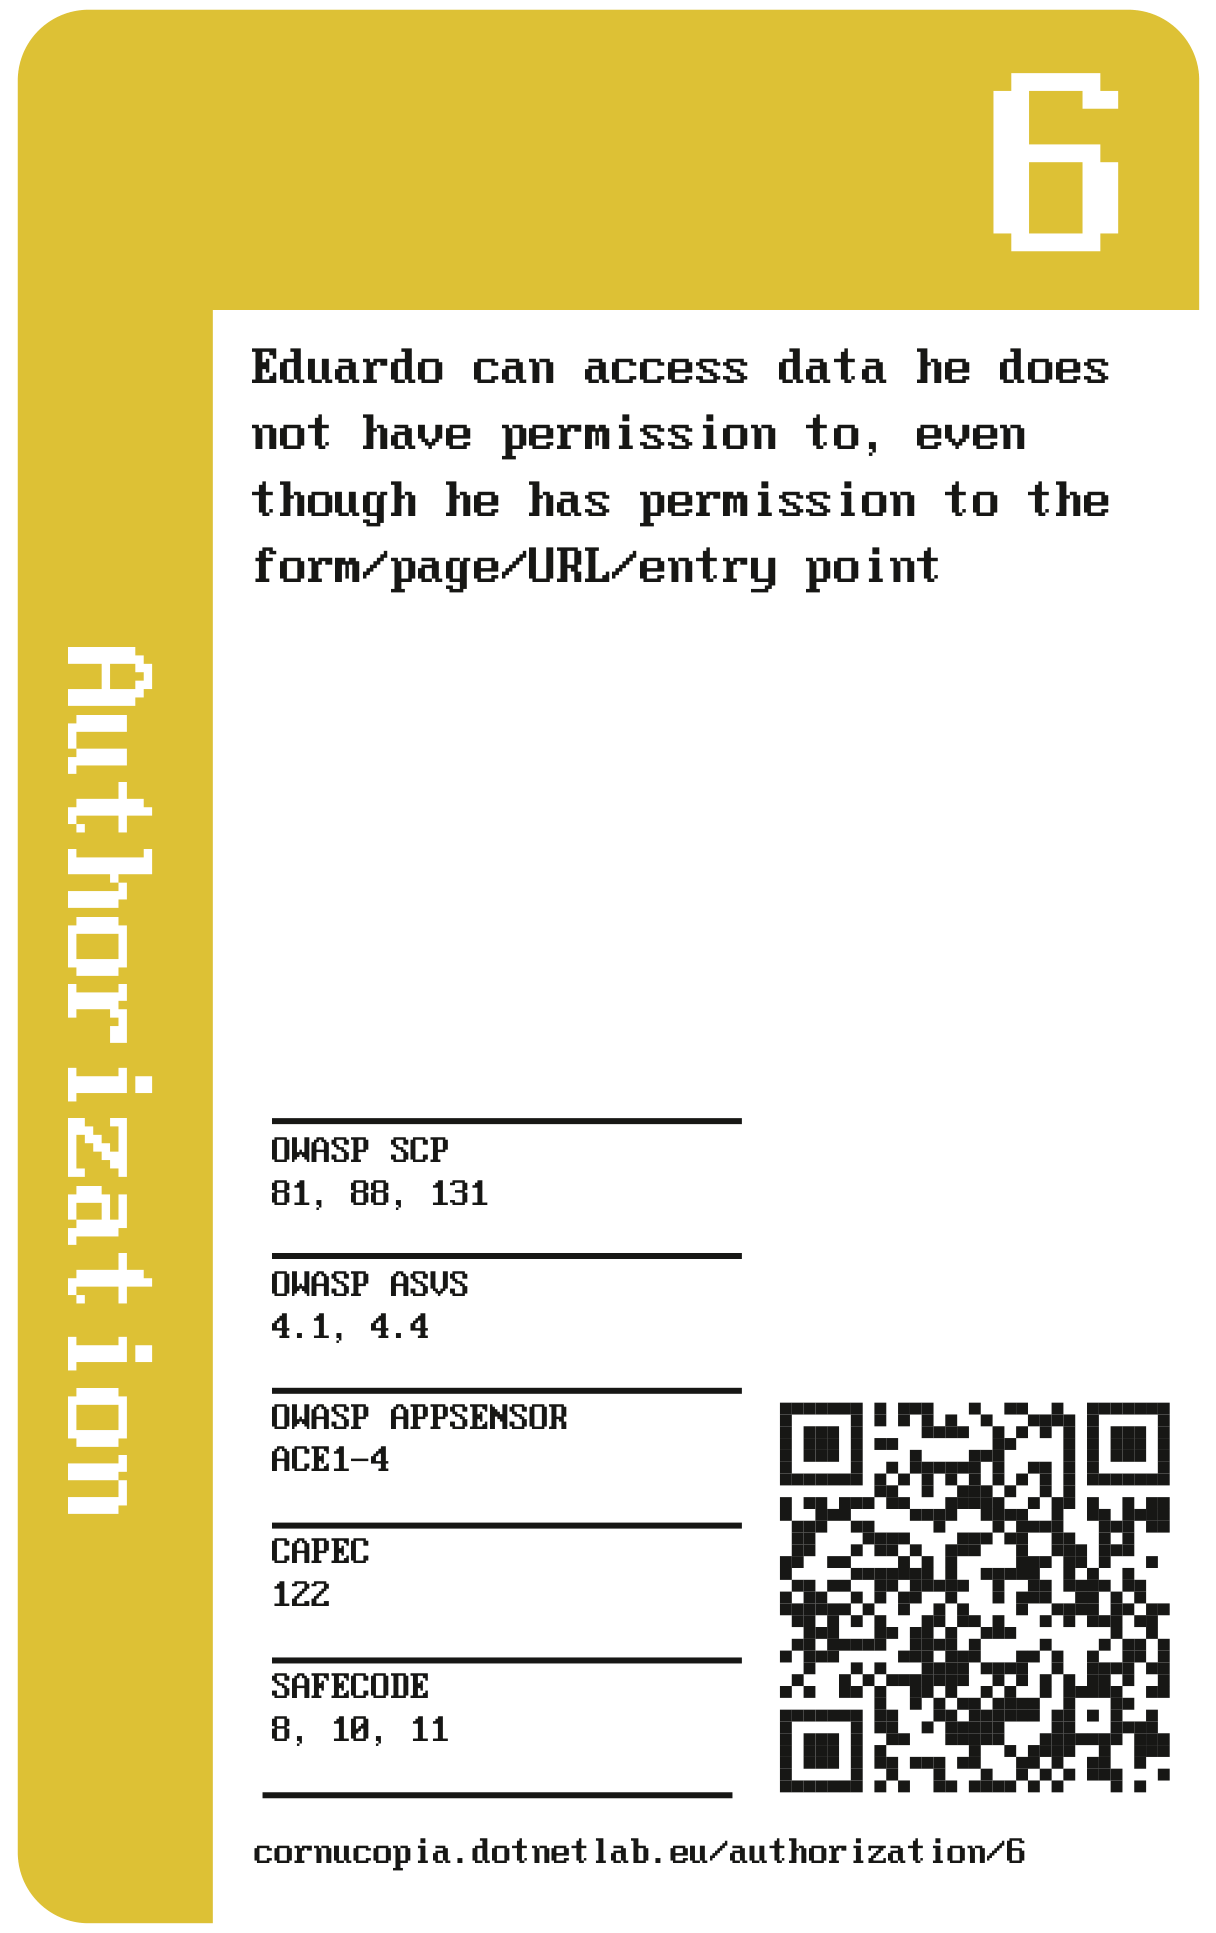 6
Eduardo can access data he does
not have permission to, even
though he has permission to the
form/page/URL/entry point
Authorization
OWASP SCP
81, 88, 131
OWASP ASVS
4.1, 4.4
OWASP APPSENSOR
ACE1-4
CAPEC
122
SAFECODE
8, 10, 11
cornucopia.dotnetlab.eu/authorization/6